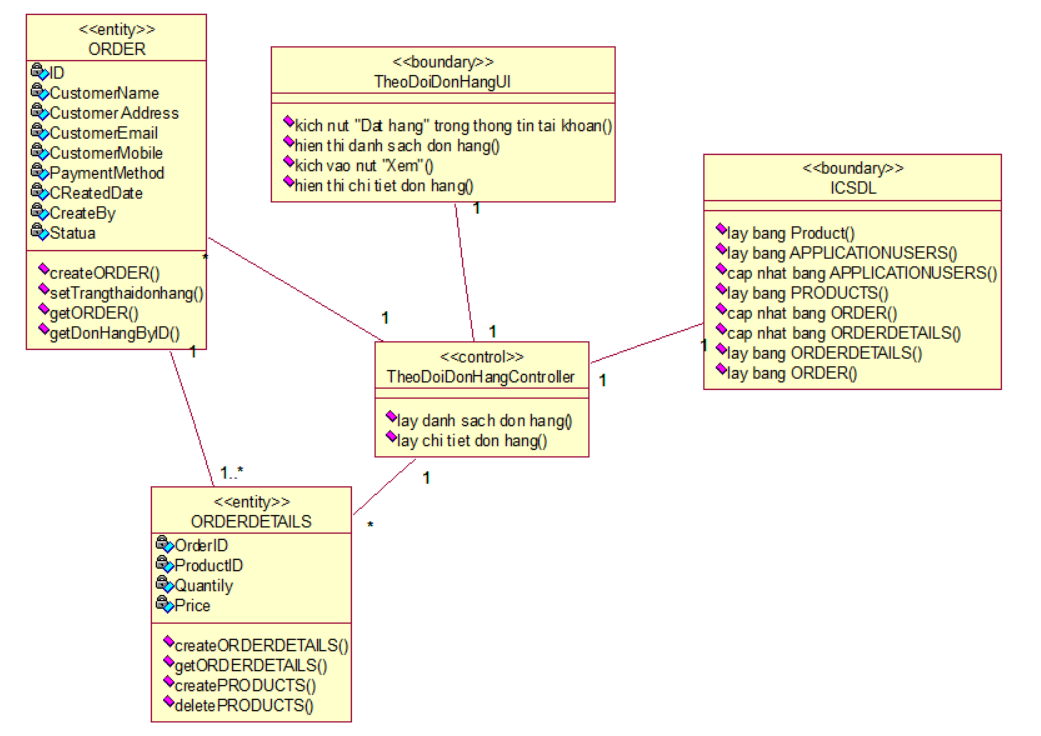 <<entity>>
ORDER
ID
CustomerName
Customer Address
CustomerEmail
CustomerMobile
PaymentMethod
CReatedDate
CreateBy
Statua
createORDER()
setTrangthaidonhang()
getORDER()
getDonHangByID()
<<boundary>>
TheoDoiDonHangUI
kich nut "Dat hang" trong thong tin tai khoan()
hien thi danh sach don hang()
kich vao nut "Xem"()
hien thi chi tiet don hang()
<<boundary>>
ICSDL
lay bang Product()
lay bang APPLICATIONUSERS()
cap nhat bang APPLICATIONUSERS()
lay bang PRODUCTS()
cap nhat bang ORDER()
cap nhat bang ORDERDETAILS()
lay bang ORDERDETAILS()
lay bang ORDER()
1
*
1
1
1
1
1
<<control>>
TheoDoiDonHangController
lay danh sach don hang()
lay chi tiet don hang()
1..*
1
*
<<entity>>
ORDERDETAILS
OrderID
ProductID
Quantily
Price
createORDERDETAILS()
getORDERDETAILS()
createPRODUCTS()
deletePRODUCTS()